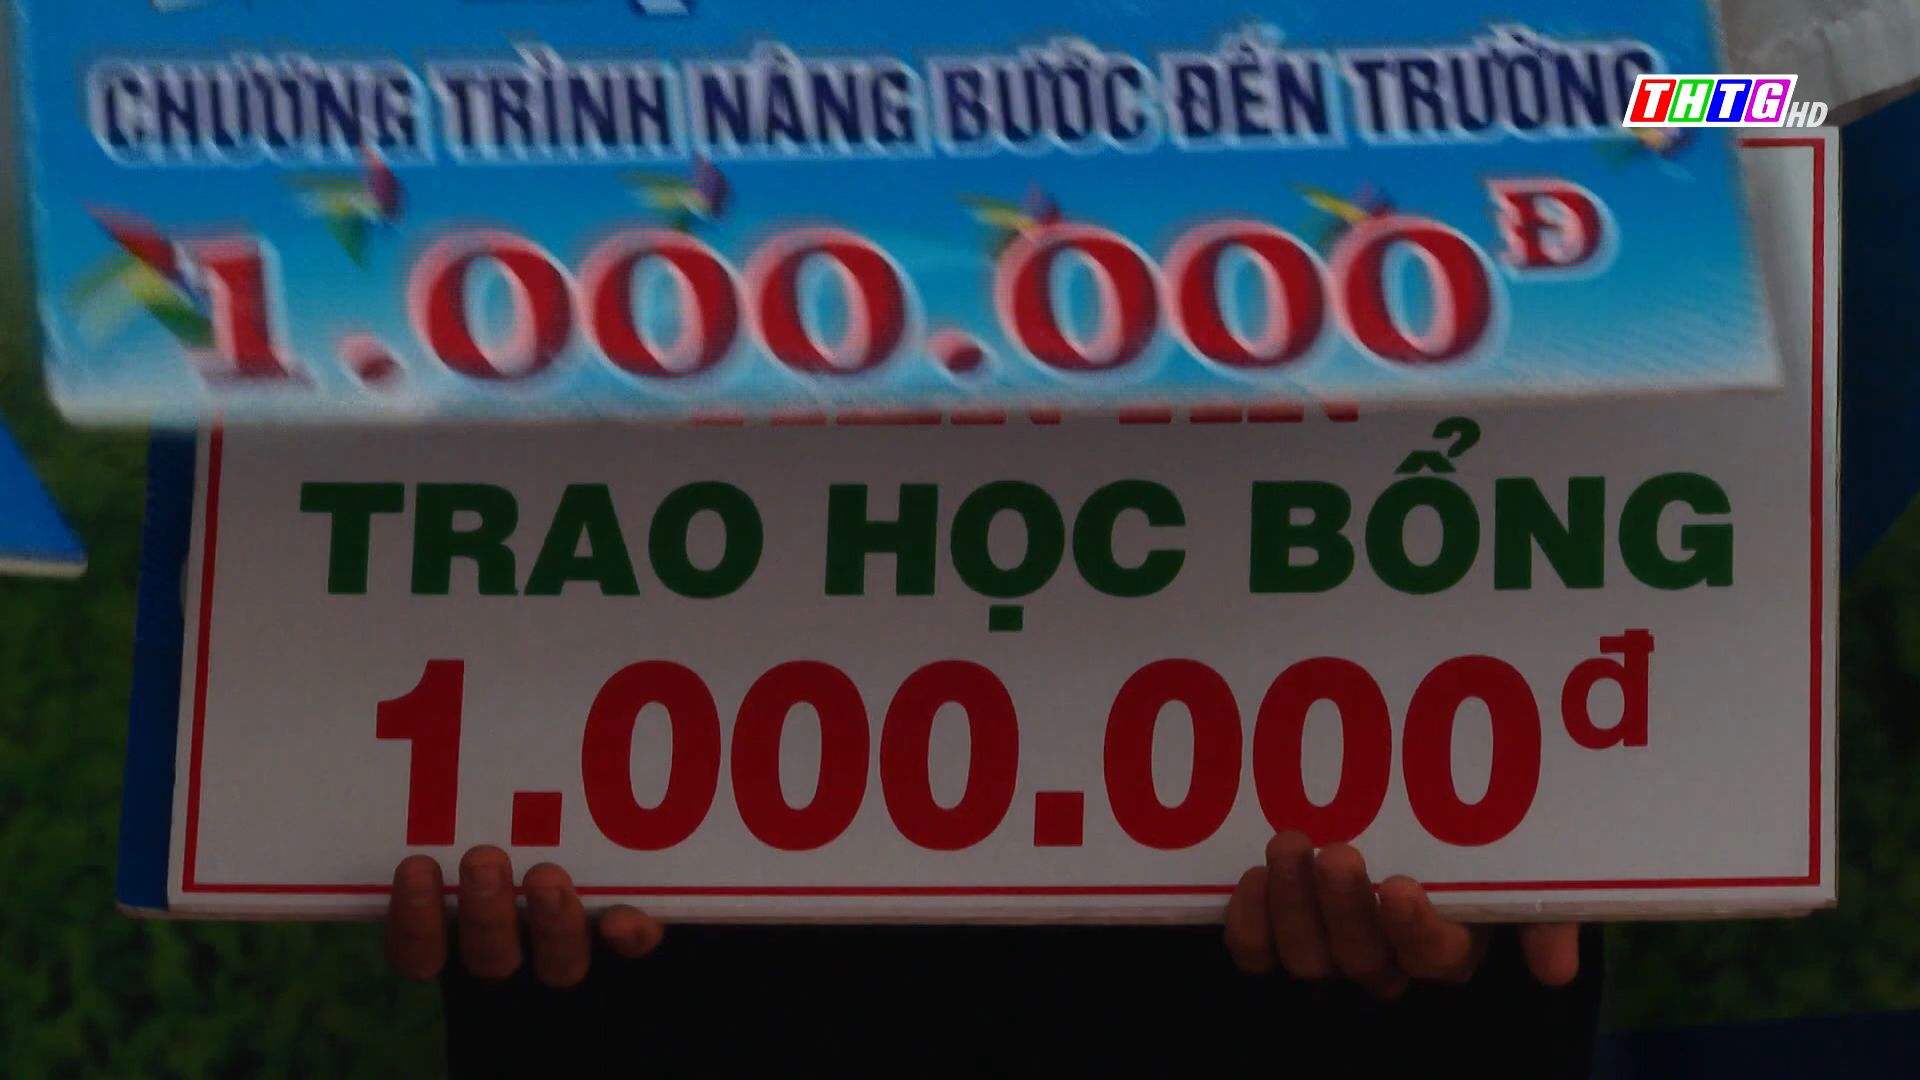 CHƯƠNG TRÌNH NÂNG BƯỚC ĐẾN TRƯỜNG
THTG HD
1.000.000Đ
TRAO HỌC BỔNG
1.000.000đ